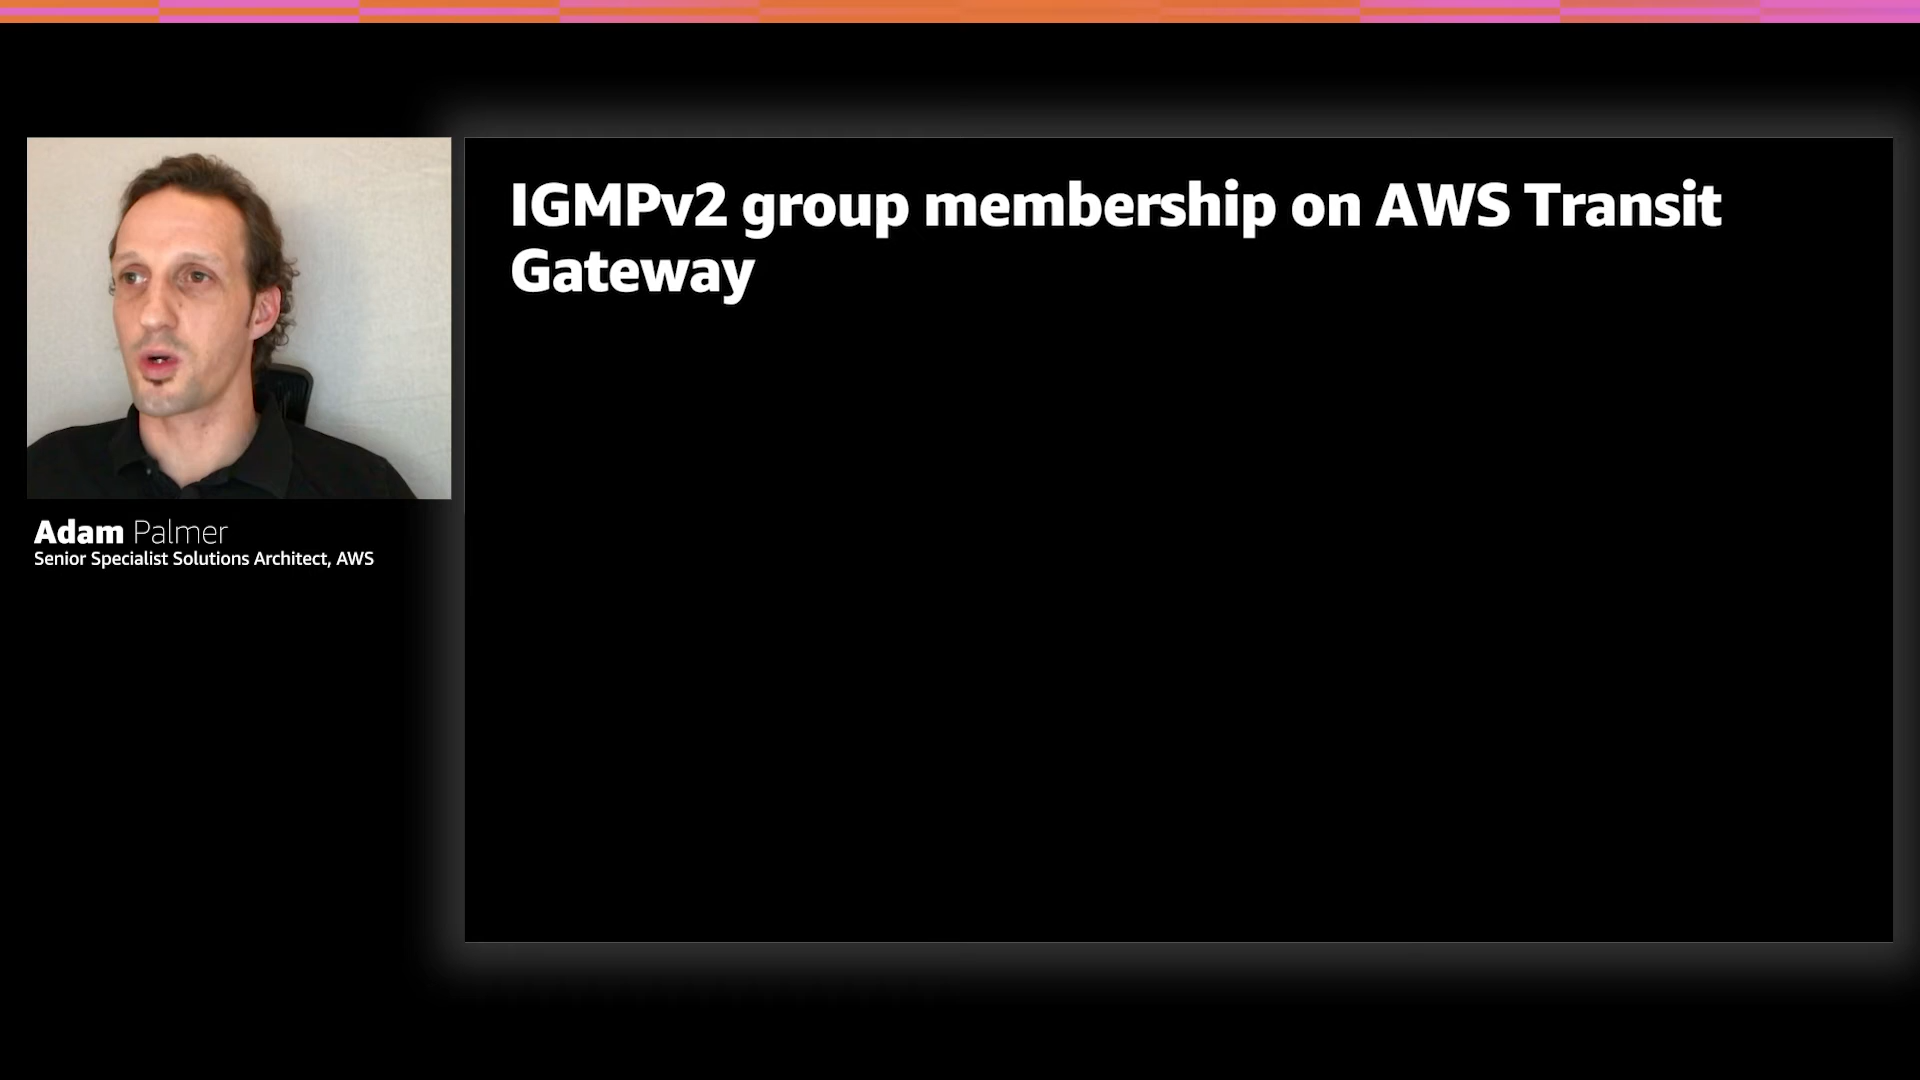 IGMPv2 group membership on AWS Transit
Gateway
Adam Palmer
Senior Specialist Solutions Architect, AWS